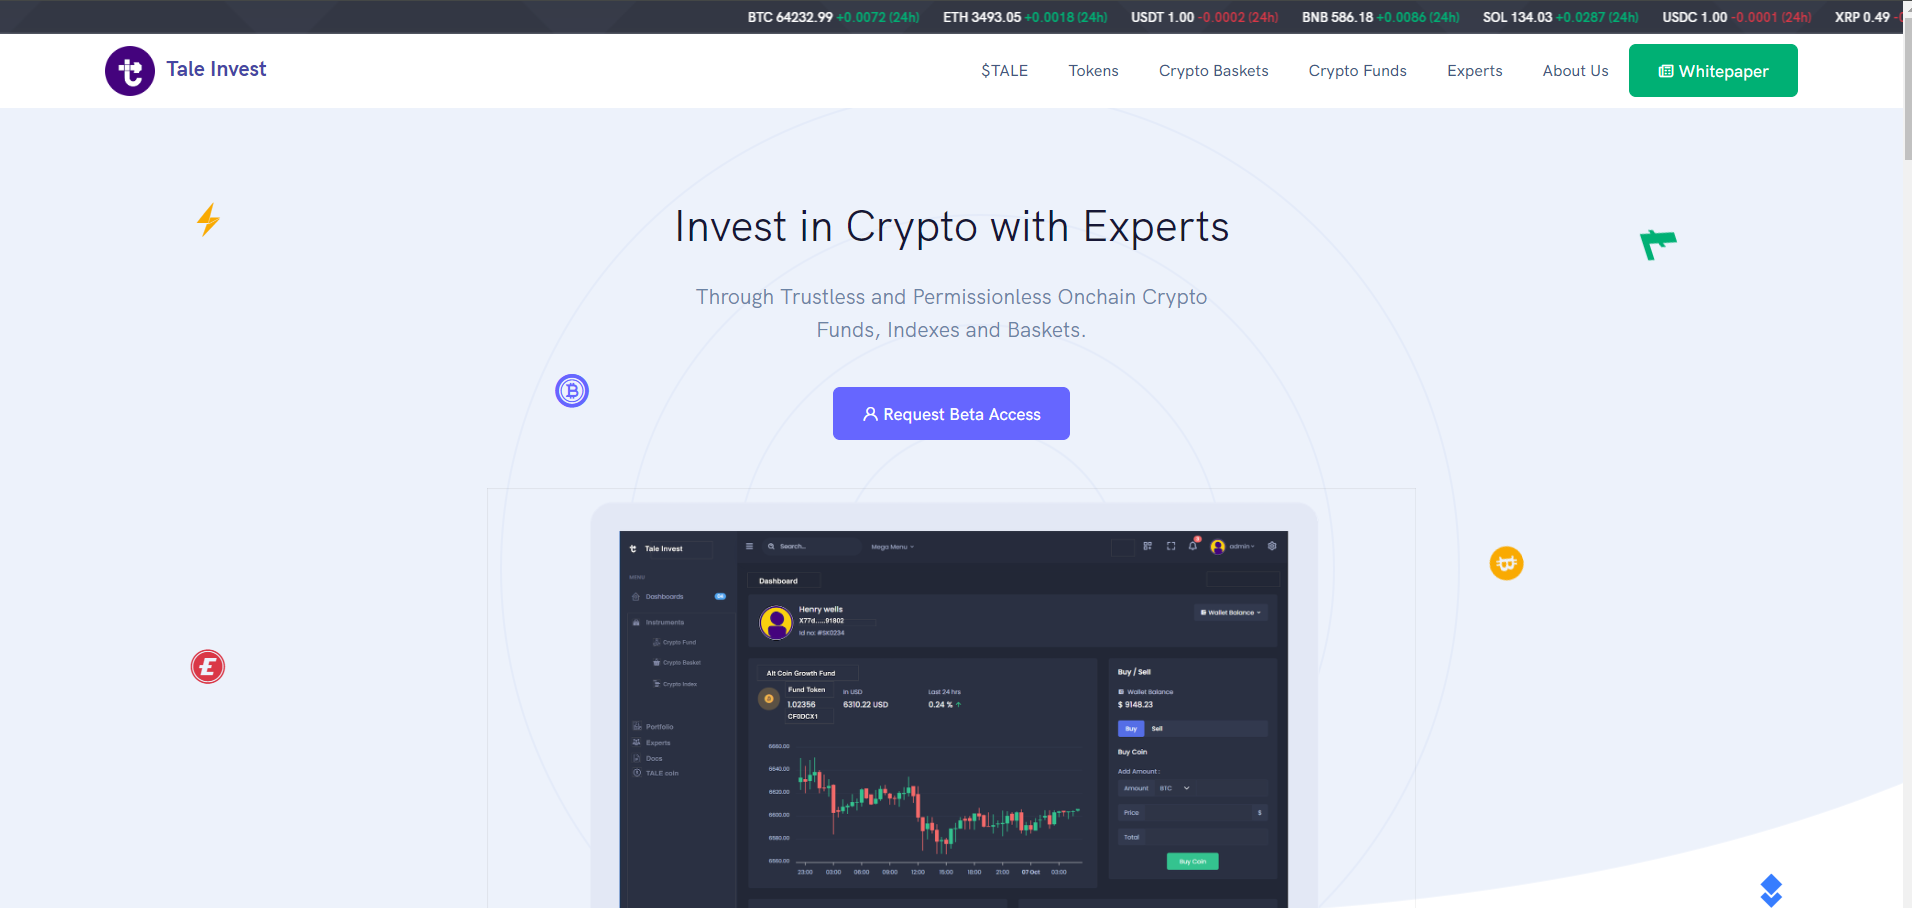 BTC 64232.99 +0.0072 (24h) ETH 3493.05 +0.0018 (24h) USDT 1.00 -0.0002 (24h) BNB 586.18 +0.0086 (24h) SOL 134.03 +0.0287 (24h) USDC 1.00 -0.0001 (24h) XRP 0.49
Tale Invest
$TALE Tokens Crypto Baskets Crypto Funds Experts About Us Whitepaper
Invest in Crypto with Experts
Through Trustless and Permissionless Onchain Crypto
Funds, Indexes and Baskets.
Request Beta Access
Tale Invest
Search...
Mega Menu
admin
MENU
Dashboards
Instruments
Crypto Fund
Crypto Basket
Crypto Index
Portfolio
Experts
Docs
TALE coin
Dashboard
Henry wells
X77d.....91802
Id no: #SK0234
Wallet Balance
Alt Coin Growth Fund
Fund Token
1.02356
CF0DCX1
In USD
6310.22 USD
Last 24 hrs
0.24 %
6660.00
6640.00
6620.00
6600.00
6580.00
6560.00
23:00 03:00 06:00 09:00 12:00 15:00 18:00 21:00 07 Oct 03:00
Buy / Sell
Wallet Balance
$ 9148.23
Buy Sell
Buy Coin
Add Amount :
Amount BTC
Price $
Total
Buy Coin